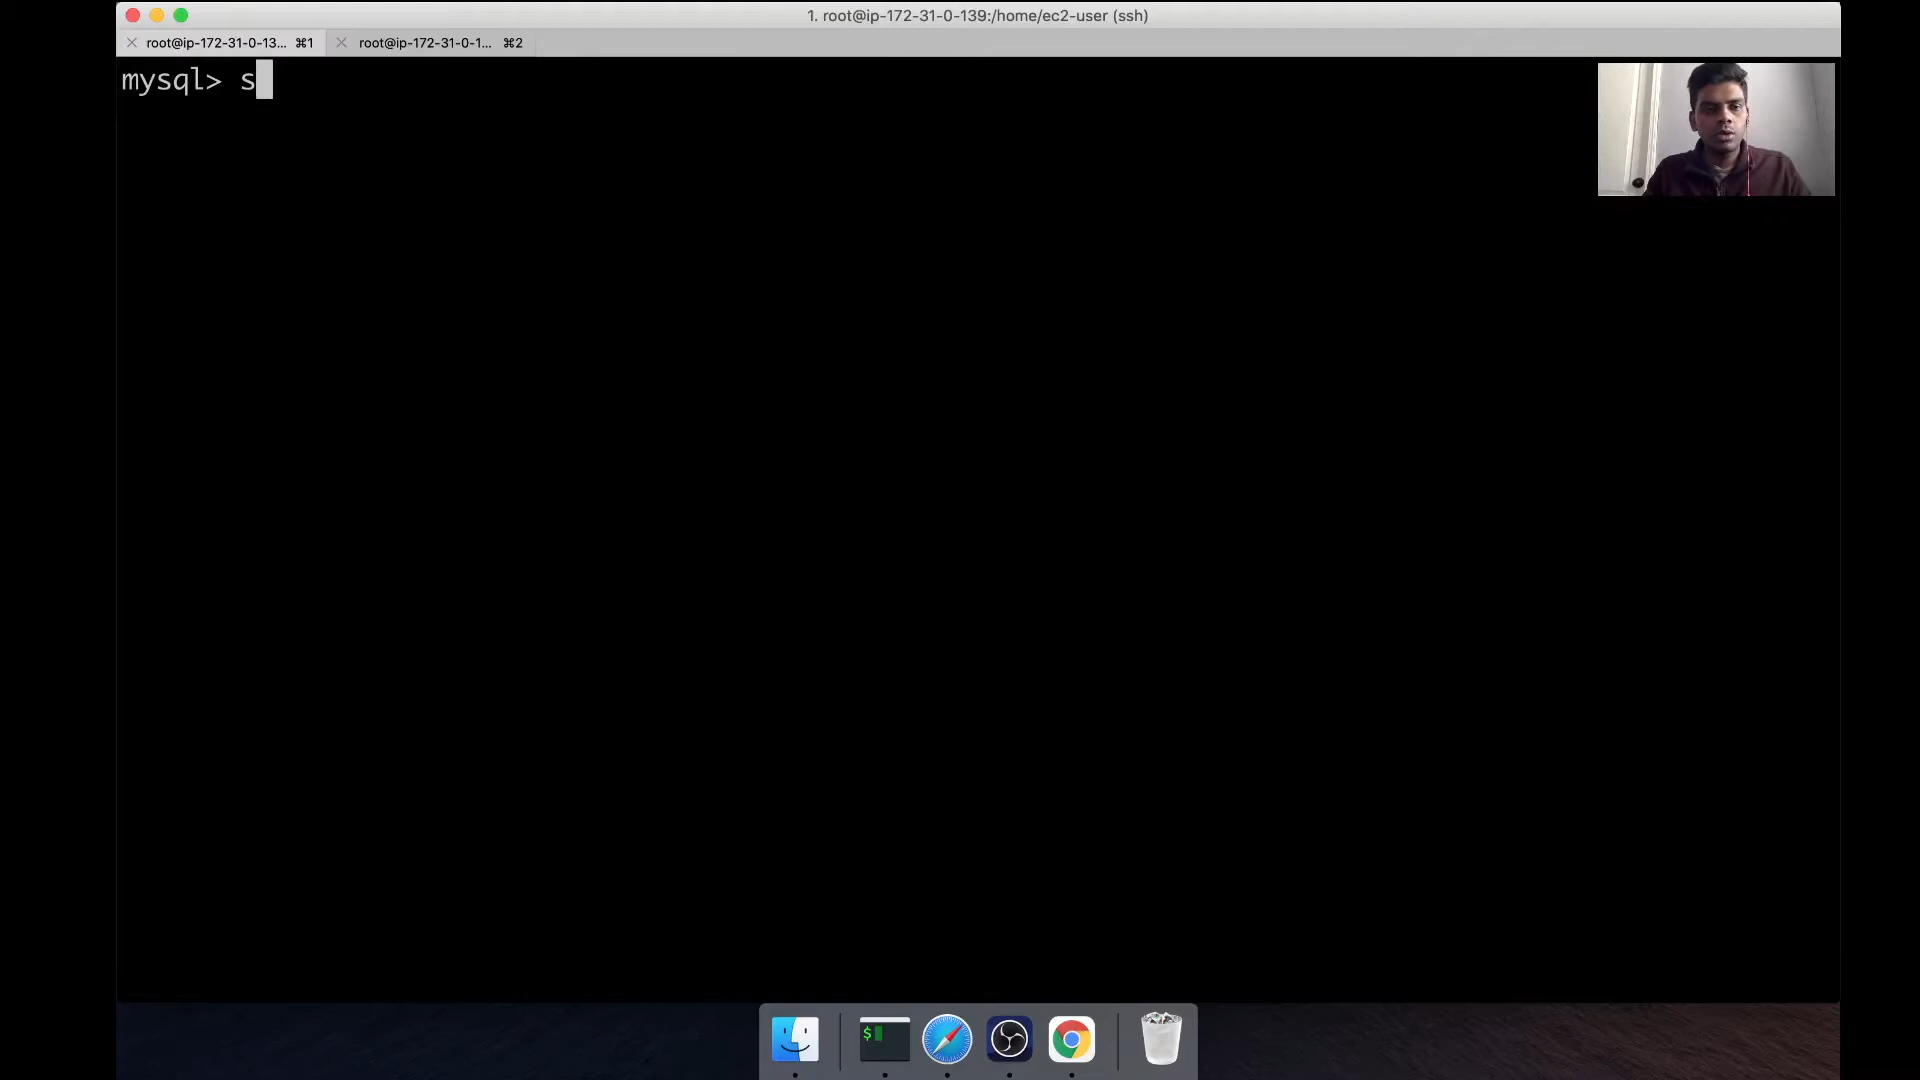 1. root@ip-172-31-0-139:/home/ec2-user (ssh)
root@ip-172-31-0-13... ⌘1
root@ip-172-31-0-1... ⌘2
mysql> s
$